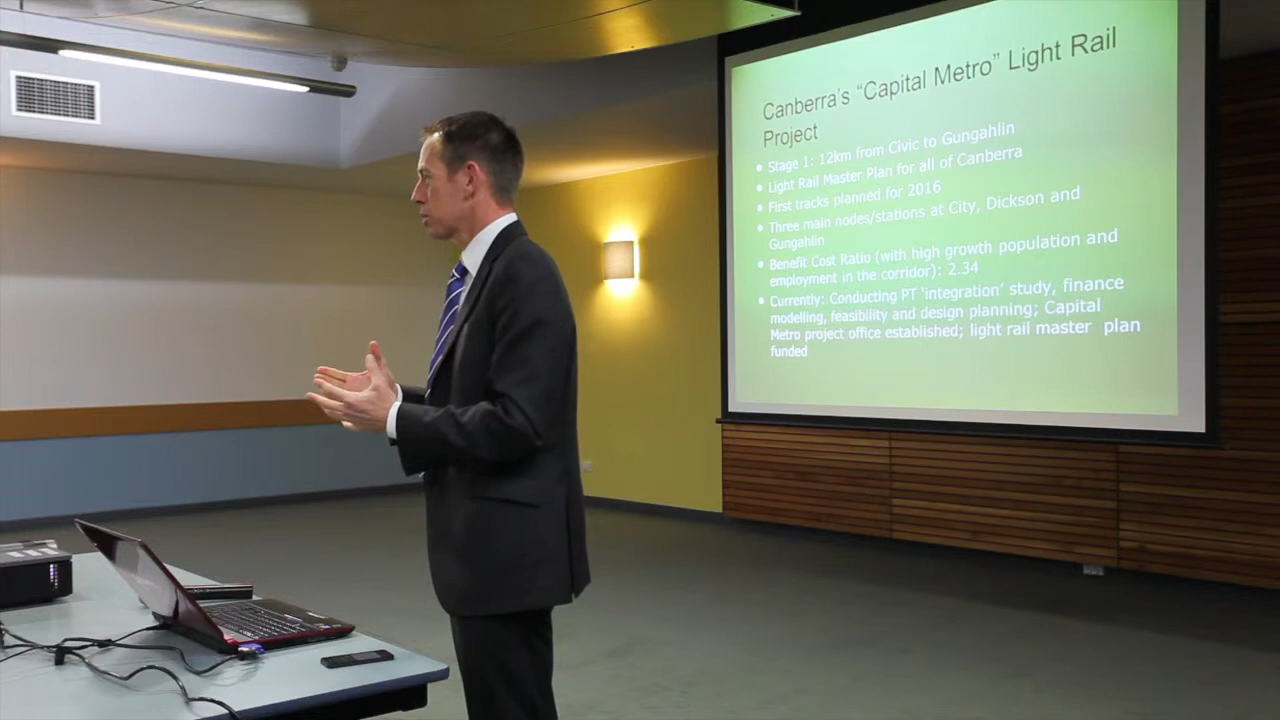 Canberra's "Capital Metro" Light Rail
Project
• Stage 1: 12km from Civic to Gungahlin
• Light Rail Master Plan for all of Canberra
• First tracks planned for 2016
• Three main nodes/stations at City, Dickson and
Gungahlin
• Benefit Cost Ratio (with high growth population and
employment in the corridor): 2.34
• Currently: Conducting PT 'integration' study, finance
modelling, feasibility and design planning; Capital
Metro project office established; light rail master plan
funded